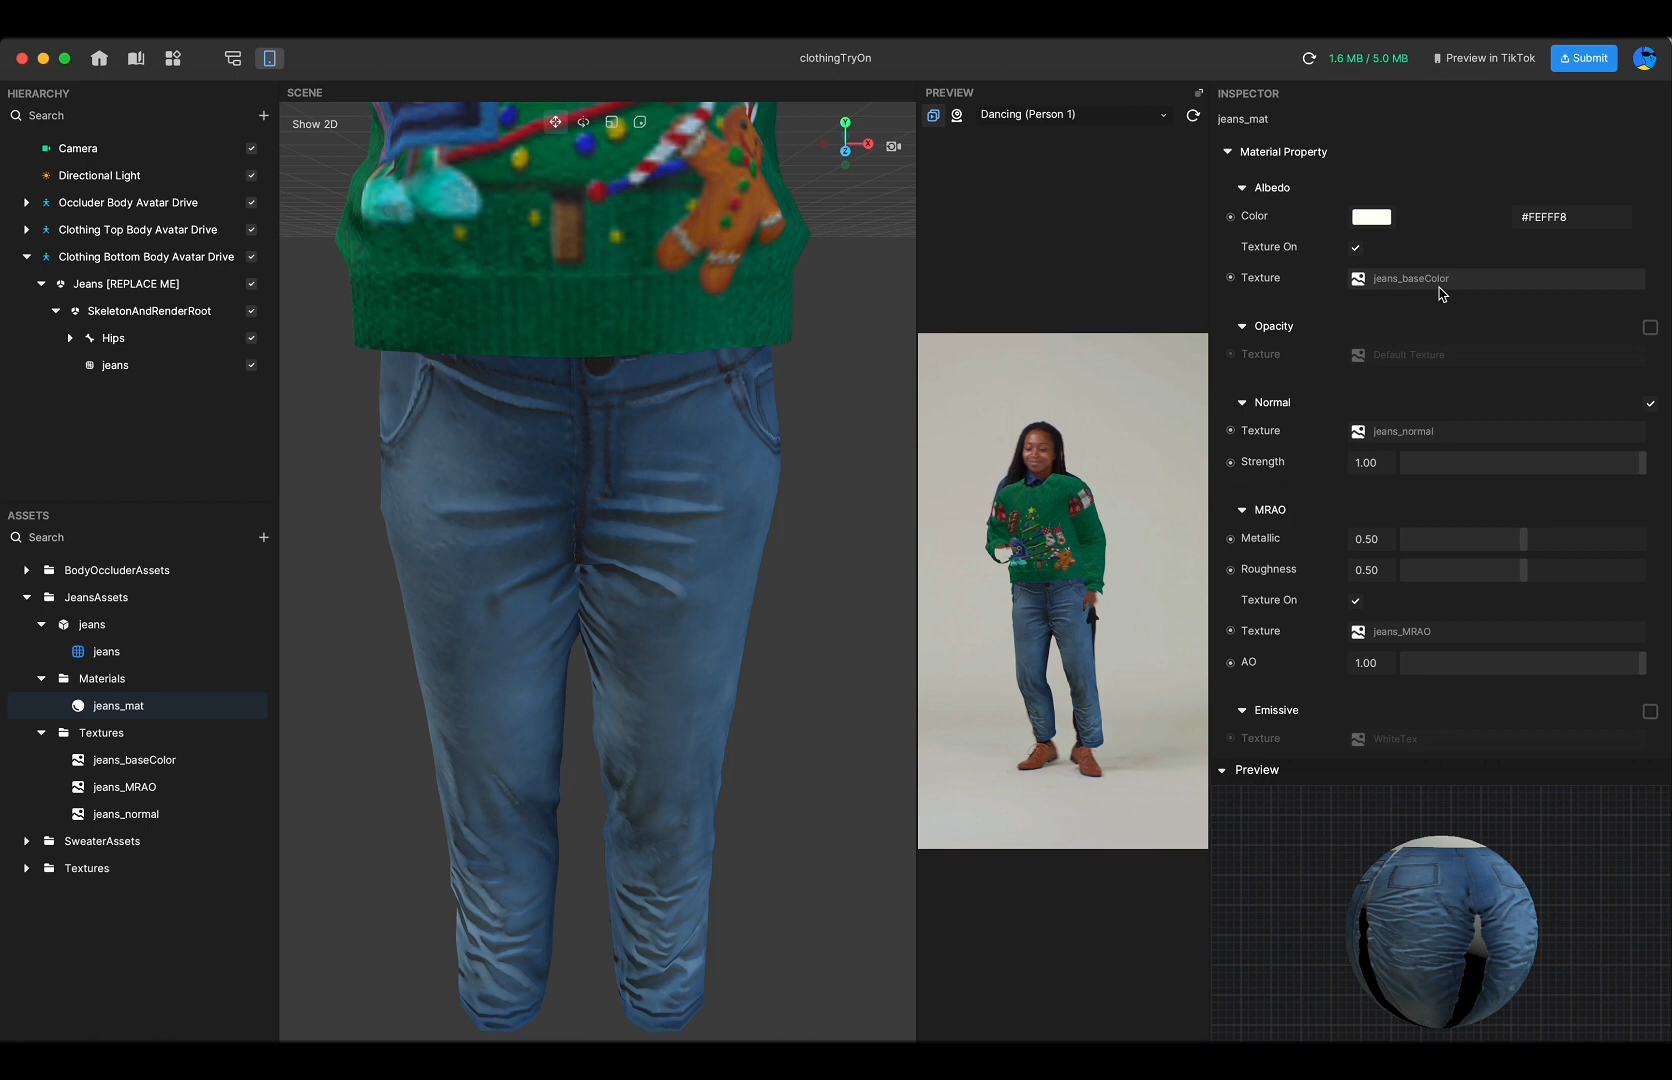 clothingTryOn
1.6 MB / 5.0 MB
Preview in TikTok
Submit
HIERARCHY
Search
Camera
Directional Light
Occluder Body Avatar Drive
Clothing Top Body Avatar Drive
Clothing Bottom Body Avatar Drive
Jeans [REPLACE ME]
SkeletonAndRenderRoot
Hips
jeans
ASSETS
Search
BodyOccluderAssets
JeansAssets
jeans
jeans
Materials
jeans_mat
Textures
jeans_baseColor
jeans_MRAO
jeans_normal
SweaterAssets
Textures
SCENE
Show 2D
Y
X
Z
PREVIEW
Dancing (Person 1)
INSPECTOR
jeans_mat
Material Property
Albedo
Color
#FEFFF8
Texture On
Texture
jeans_baseColor
Opacity
Texture
Default Texture
Normal
Texture
jeans_normal
Strength
1.00
MRAO
Metallic
0.50
Roughness
0.50
Texture On
Texture
jeans_MRAO
AO
1.00
Emissive
Texture
WhiteTex
Preview